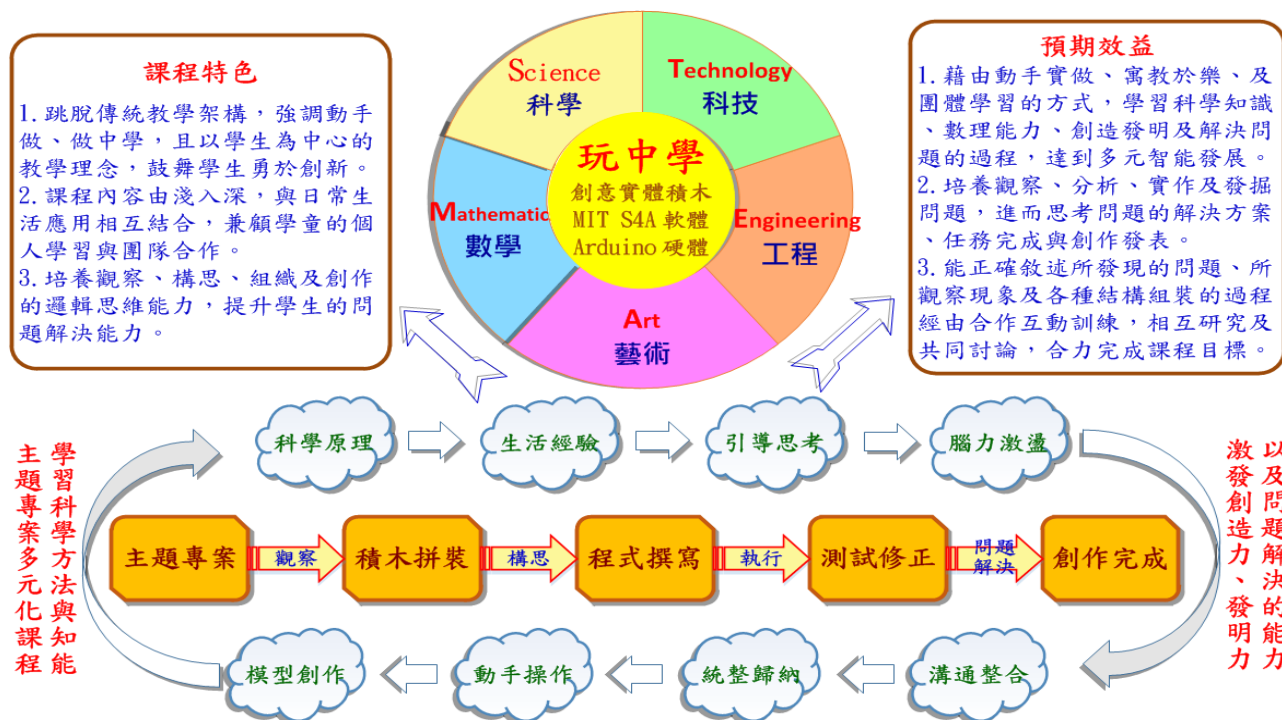 課程特色
1. 跳脫傳統教學架構，強調動手
做、做中學，且以學生為中心的
教學理念，鼓舞學生勇於創新。
2. 課程內容由淺入深，與日常生
活應用相互結合，兼顧學童的個
人學習與團隊合作。
3. 培養觀察、構思、組織及創作
的邏輯思維能力，提升學生的問
題解決能力。
Science
科學
Technology
科技
Mathematic
數學
Engineering
工程
Art
藝術
玩中學
創意實體積木
MIT S4A 軟體
Arduino 硬體
預期效益
1. 藉由動手實做、寓教於樂、及
團體學習的方式，學習科學知識
、數理能力、創造發明及解決問
題的過程，達到多元智能發展。
2. 培養觀察、分析、實作及發掘
問題，進而思考問題的解決方案
、任務完成與創作發表。
3. 能正確敘述所發現的問題、所
觀察現象及各種結構組裝的過程
經由合作互動訓練，相互研究及
共同討論，合力完成課程目標。
科學原理
生活經驗
引導思考
腦力激盪
學習科學方法與知能
主題專案多元化課程
主題專案
觀察
積木拼裝
構思
程式撰寫
執行
測試修正
問題
解決
創作完成
以及問題解決的能力
激發創造力、發明力
模型創作
動手操作
統整歸納
溝通整合